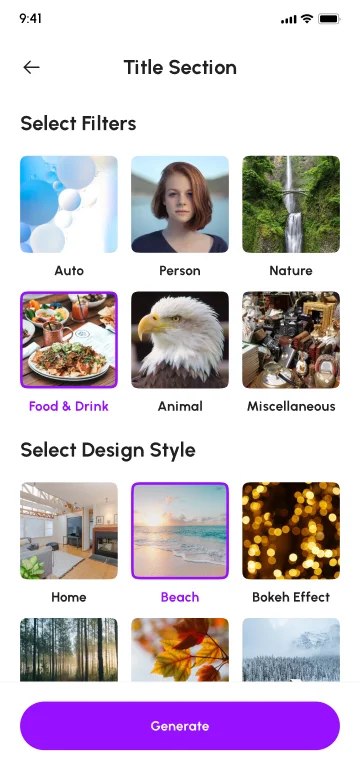 9:41
Title Section
Select Filters
Auto
Person
Nature
Food & Drink
Animal
Miscellaneous
Select Design Style
Home
Beach
Bokeh Effect
Generate